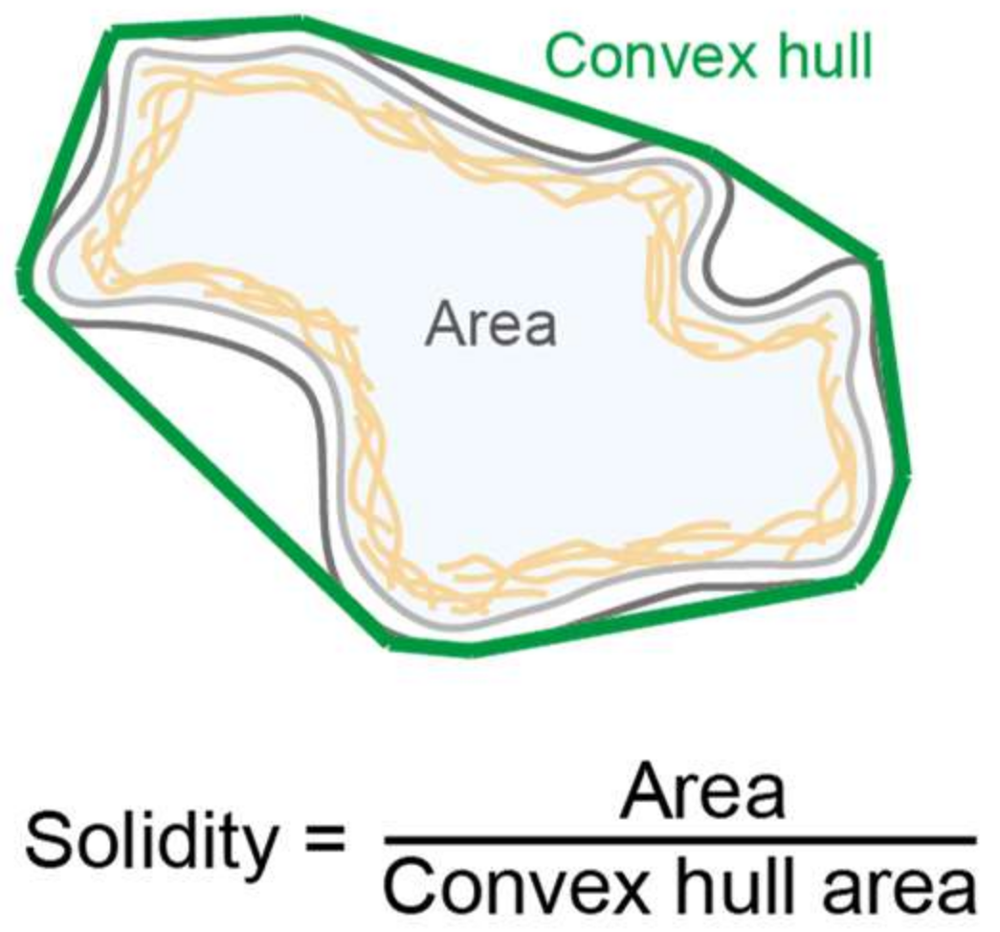 Convex hull
Area
Solidity = Area
Convex hull area